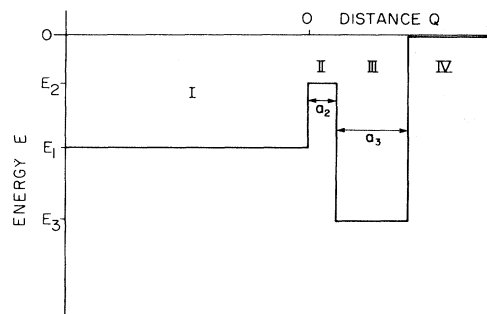 O DISTANCE Q
O
E2
II III IV
I
a2
E1
a3
E3
ENERGY E